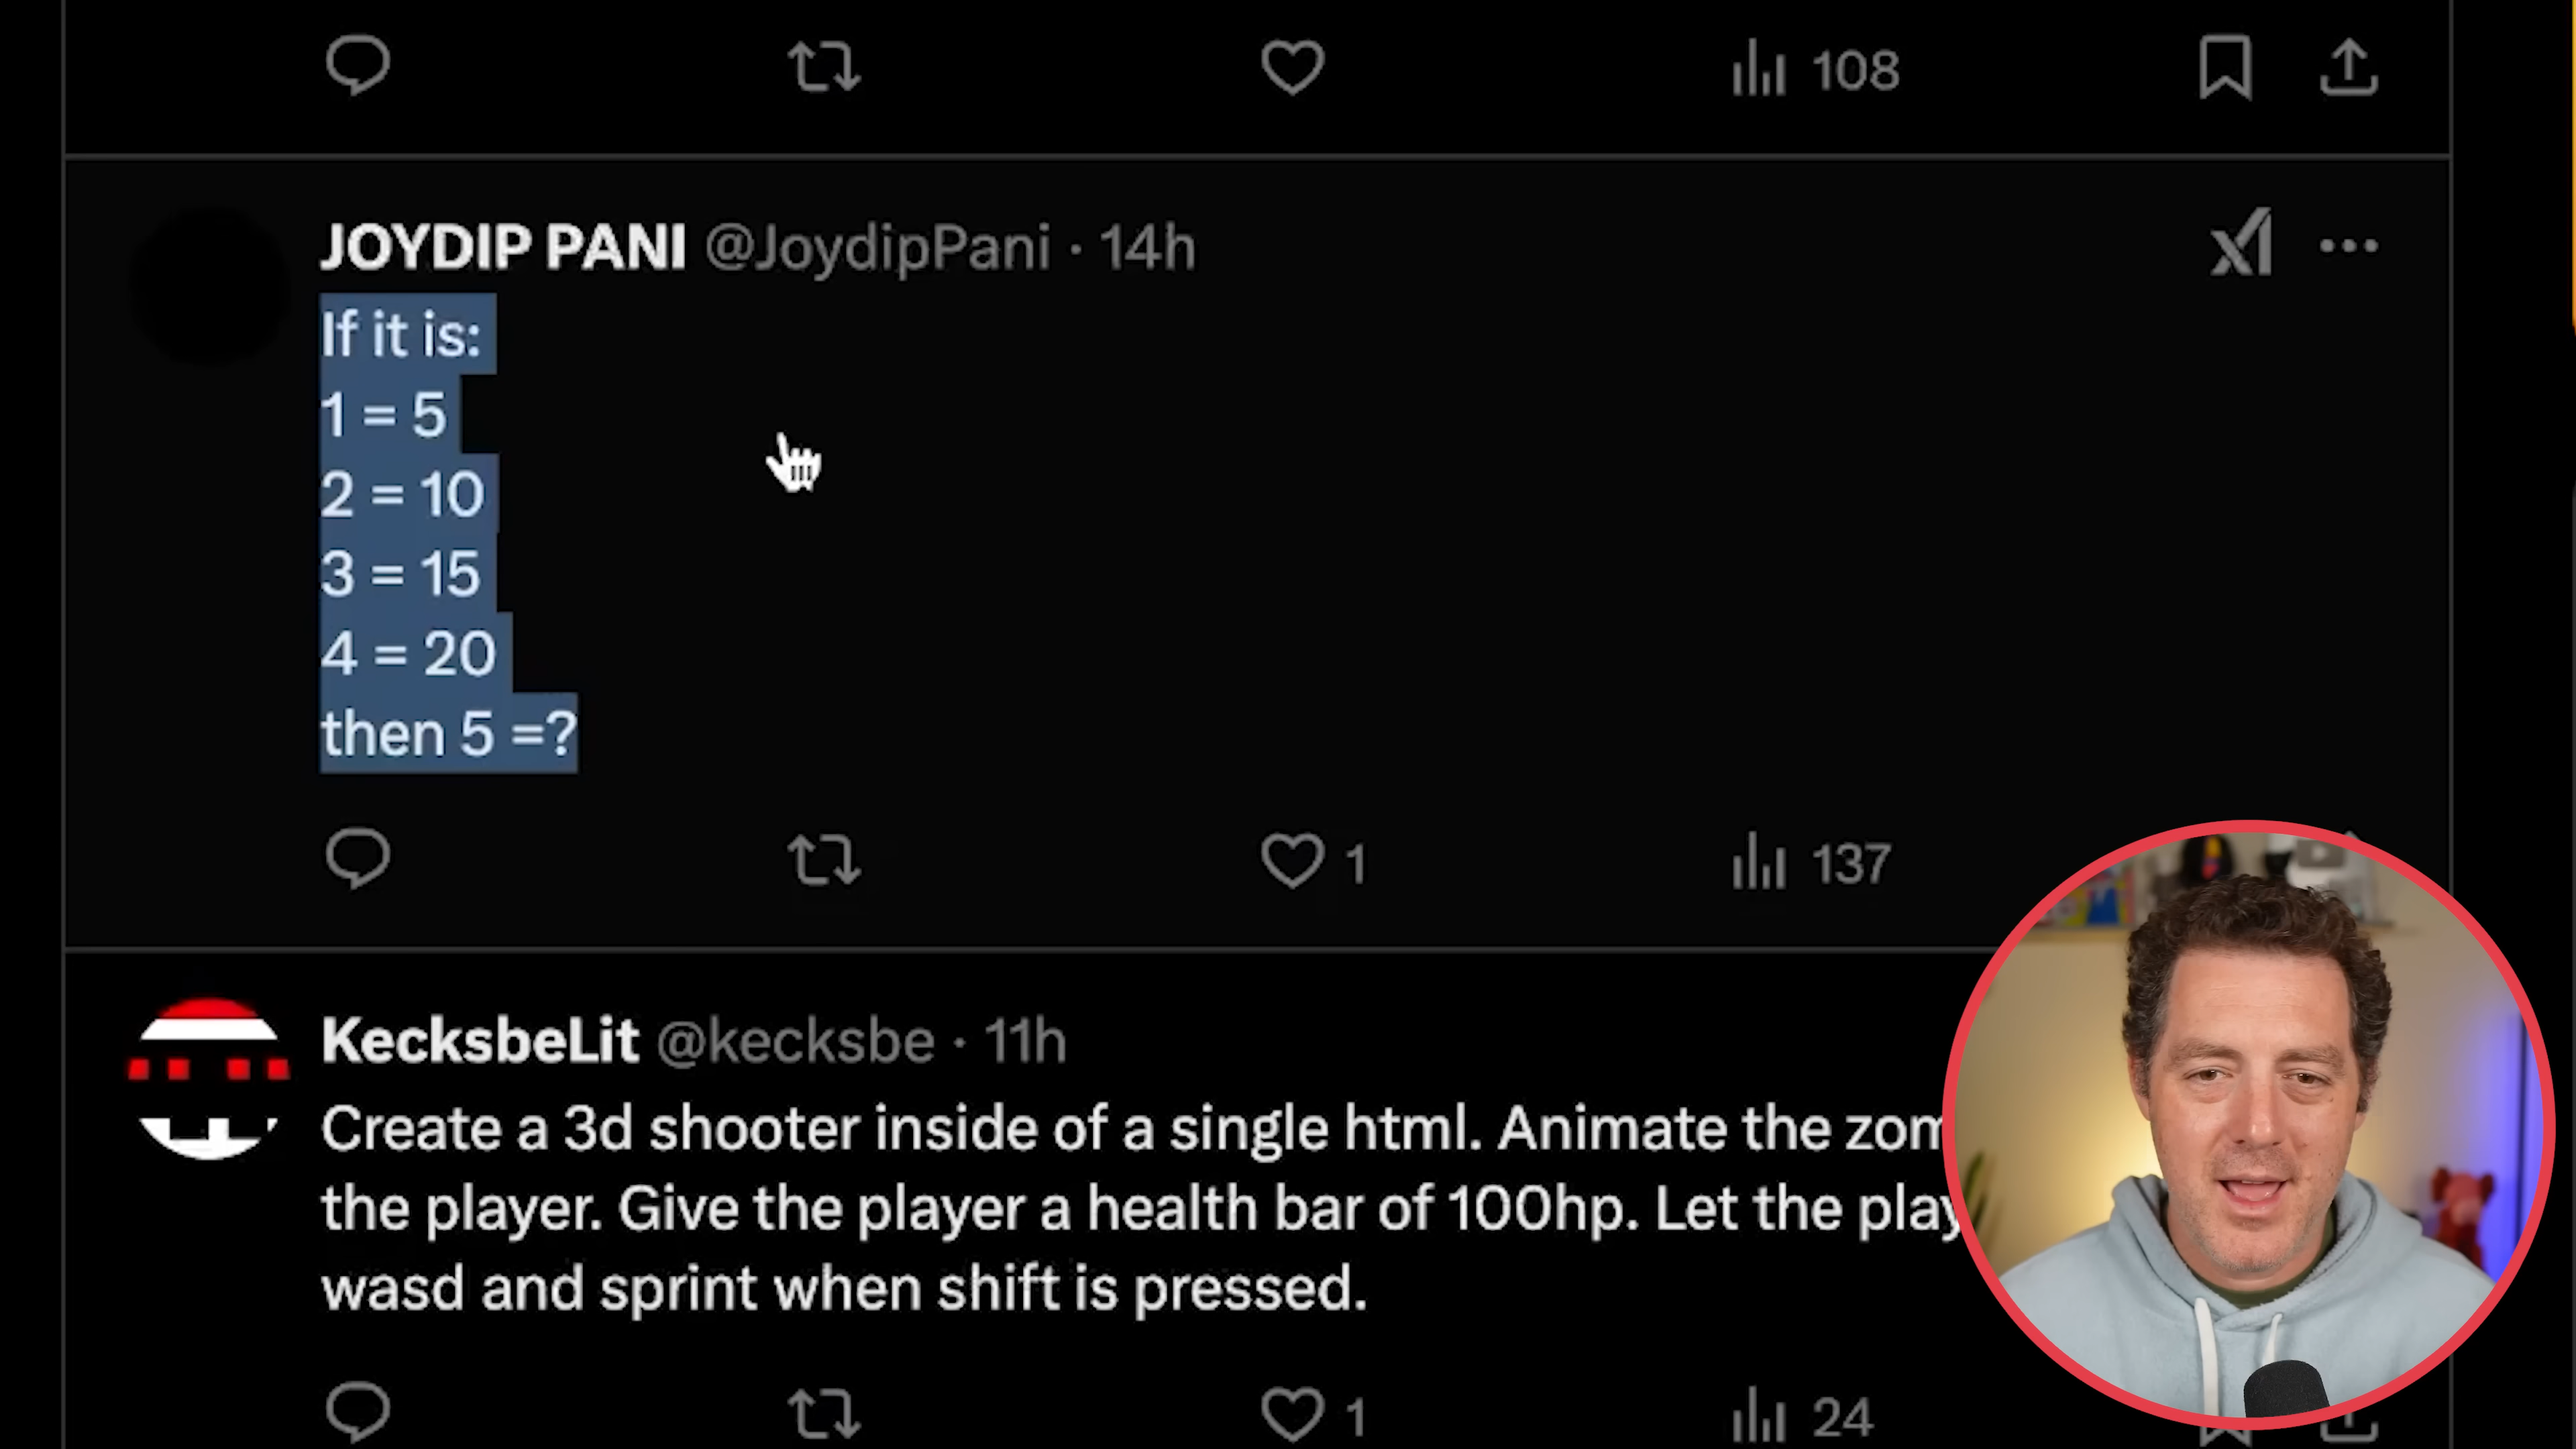 108
JOYDIP PANI @JoydipPani · 14h
If it is:
1 = 5
2 = 10
3 = 15
4 = 20
then 5 =?
1 137
KecksbeLit @kecksbe · 11h
Create a 3d shooter inside of a single html. Animate the
the player. Give the player a health bar of 100hp. Let the
wasd and sprint when shift is pressed.
1 24